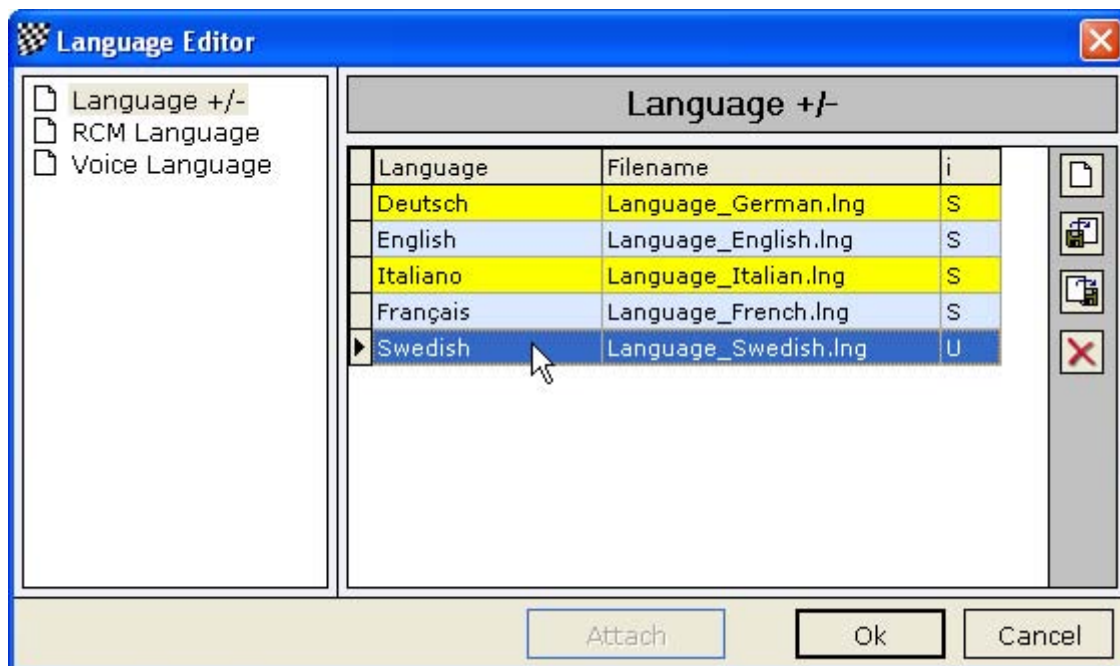 Language Editor
Language +/-
RCM Language
Voice Language
Language +/-
Language Filename i
Deutsch Language_German.lng S
English Language_English.lng S
Italiano Language_Italian.lng S
Français Language_French.lng S
Swedish Language_Swedish.lng U
Attach Ok Cancel